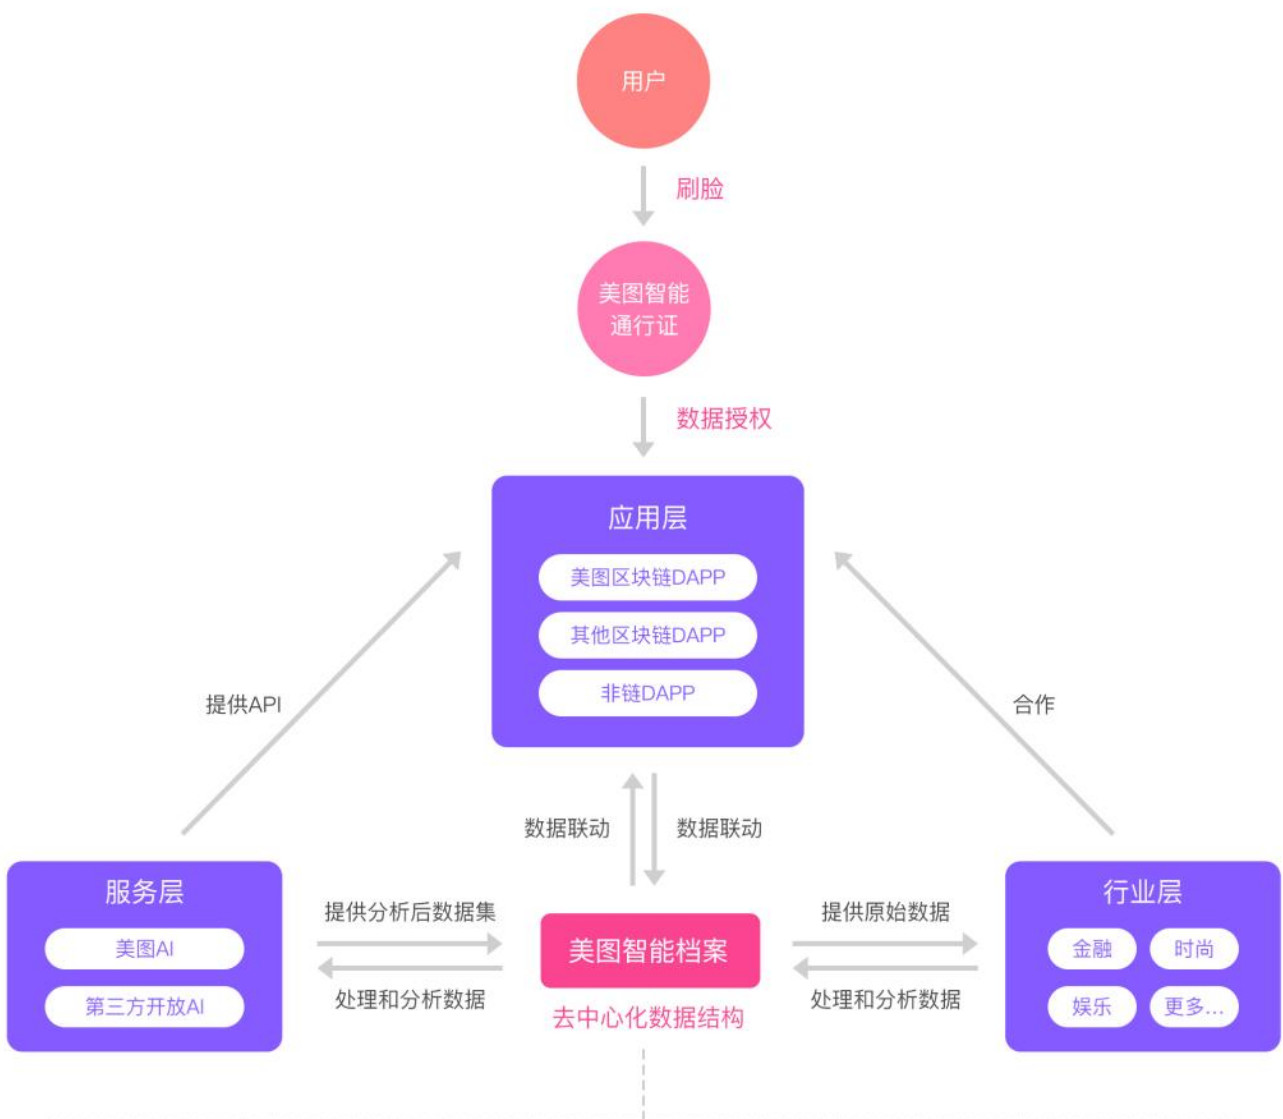 用户
刷脸
美图智能
通行证
数据授权
应用层
美图区块链DAPP
其他区块链DAPP
非链DAPP
提供API
合作
数据联动
数据联动
服务层
美图AI
第三方开放AI
提供分析后数据集
处理和分析数据
美图智能档案
去中心化数据结构
提供原始数据
处理和分析数据
行业层
金融
时尚
娱乐
更多...